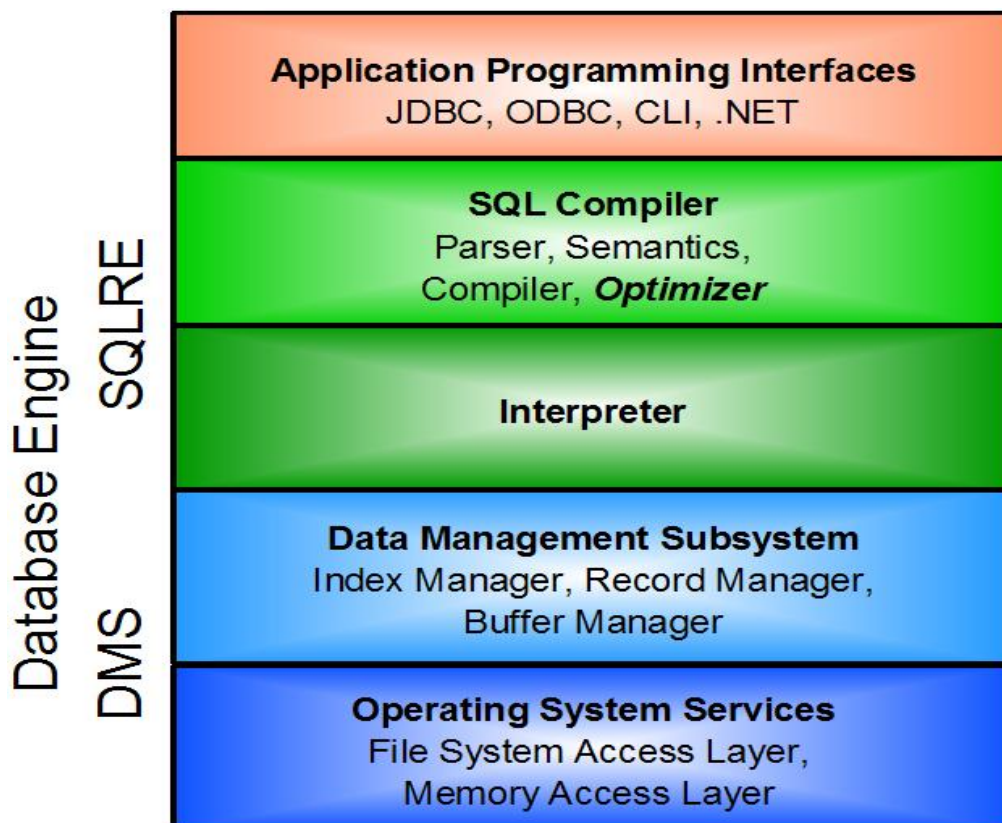 Application Programming Interfaces
JDBC, ODBC, CLI, .NET
SQL Compiler
Parser, Semantics,
Compiler, Optimizer
Interpreter
Data Management Subsystem
Index Manager, Record Manager,
Buffer Manager
Operating System Services
File System Access Layer,
Memory Access Layer
Database Engine
SQLRE
DMS